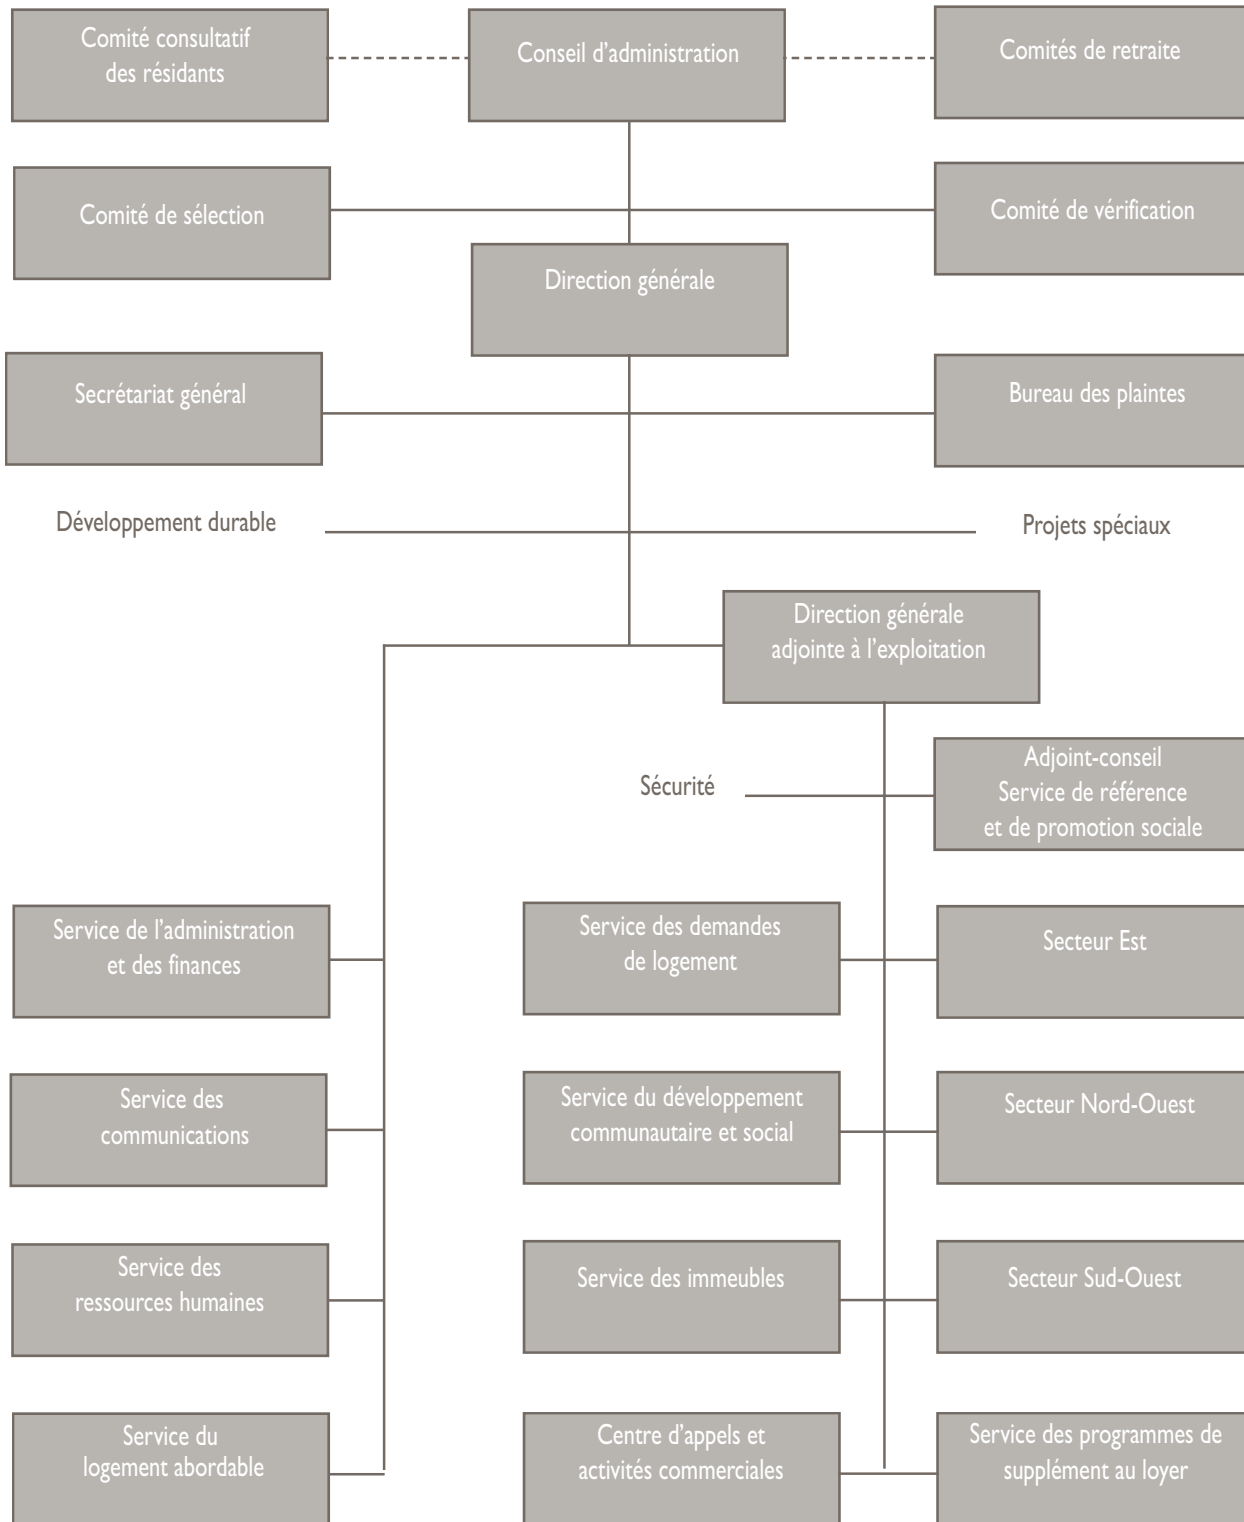 Comité consultatif
des résidants
Conseil d’administration
Comités de retraite
Comité de sélection
Comité de vérification
Direction générale
Secrétariat général
Bureau des plaintes
Développement durable
Projets spéciaux
Direction générale
adjointe à l’exploitation
Sécurité
Adjoint-conseil
Service de référence
et de promotion sociale
Service de l’administration
et des finances
Service des demandes
de logement
Secteur Est
Service des
communications
Service du développement
communautaire et social
Secteur Nord-Ouest
Service des
ressources humaines
Service des immeubles
Secteur Sud-Ouest
Service du
logement abordable
Centre d’appels et
activités commerciales
Service des programmes de
supplément au loyer